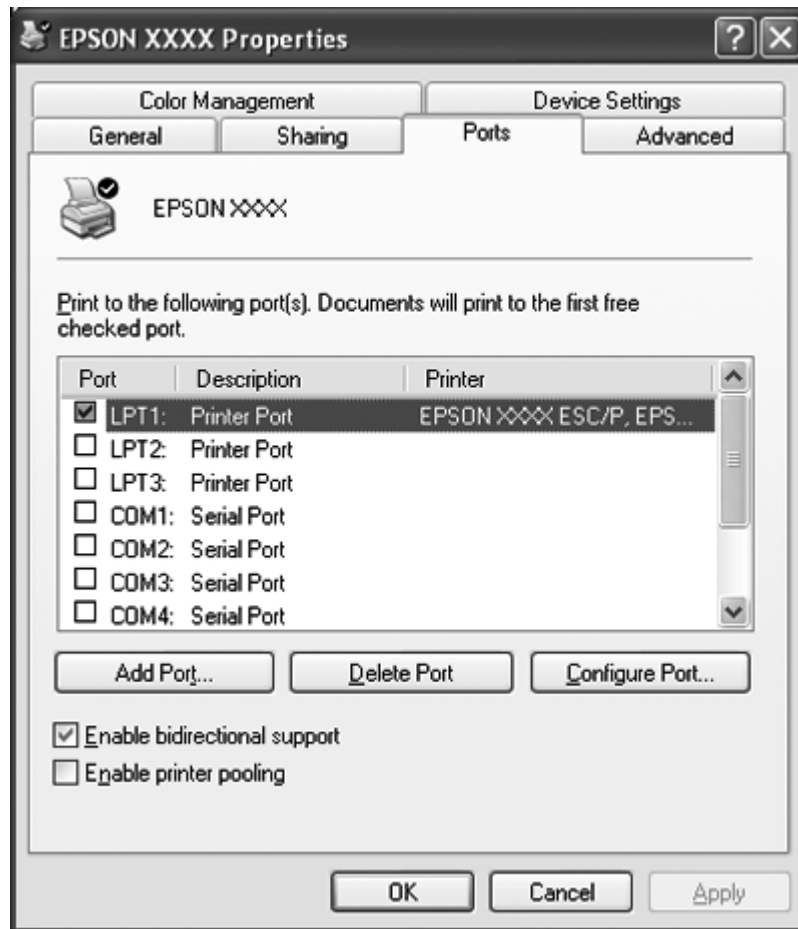 EPSON XXXX Properties
Color Management Device Settings
General Sharing Ports Advanced
EPSON XXXX
Print to the following port(s). Documents will print to the first free
checked port.
Port Description Printer
LPT1: Printer Port EPSON XXXX ESC/P, EPS...
LPT2: Printer Port
LPT3: Printer Port
COM1: Serial Port
COM2: Serial Port
COM3: Serial Port
COM4: Serial Port
Add Port... Delete Port Configure Port...
Enable bidirectional support
Enable printer pooling
OK Cancel Apply